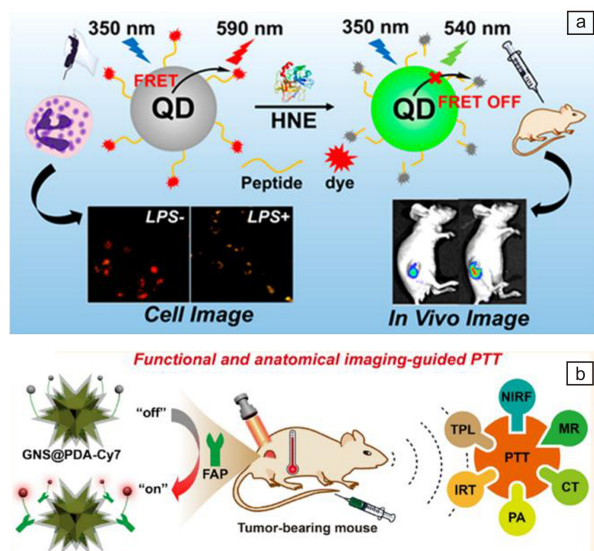 a
350 nm
590 nm
350 nm
540 nm
FRET
QD
HNE
QD
FRET OFF
Peptide
dye
LPS-
LPS+
Cell Image
In Vivo Image
Functional and anatomical imaging-guided PTT
b
GNS@PDA-Cy7
“off”
“on”
FAP
Tumor-bearing mouse
NIRF
TPL
MR
PTT
IRT
CT
PA